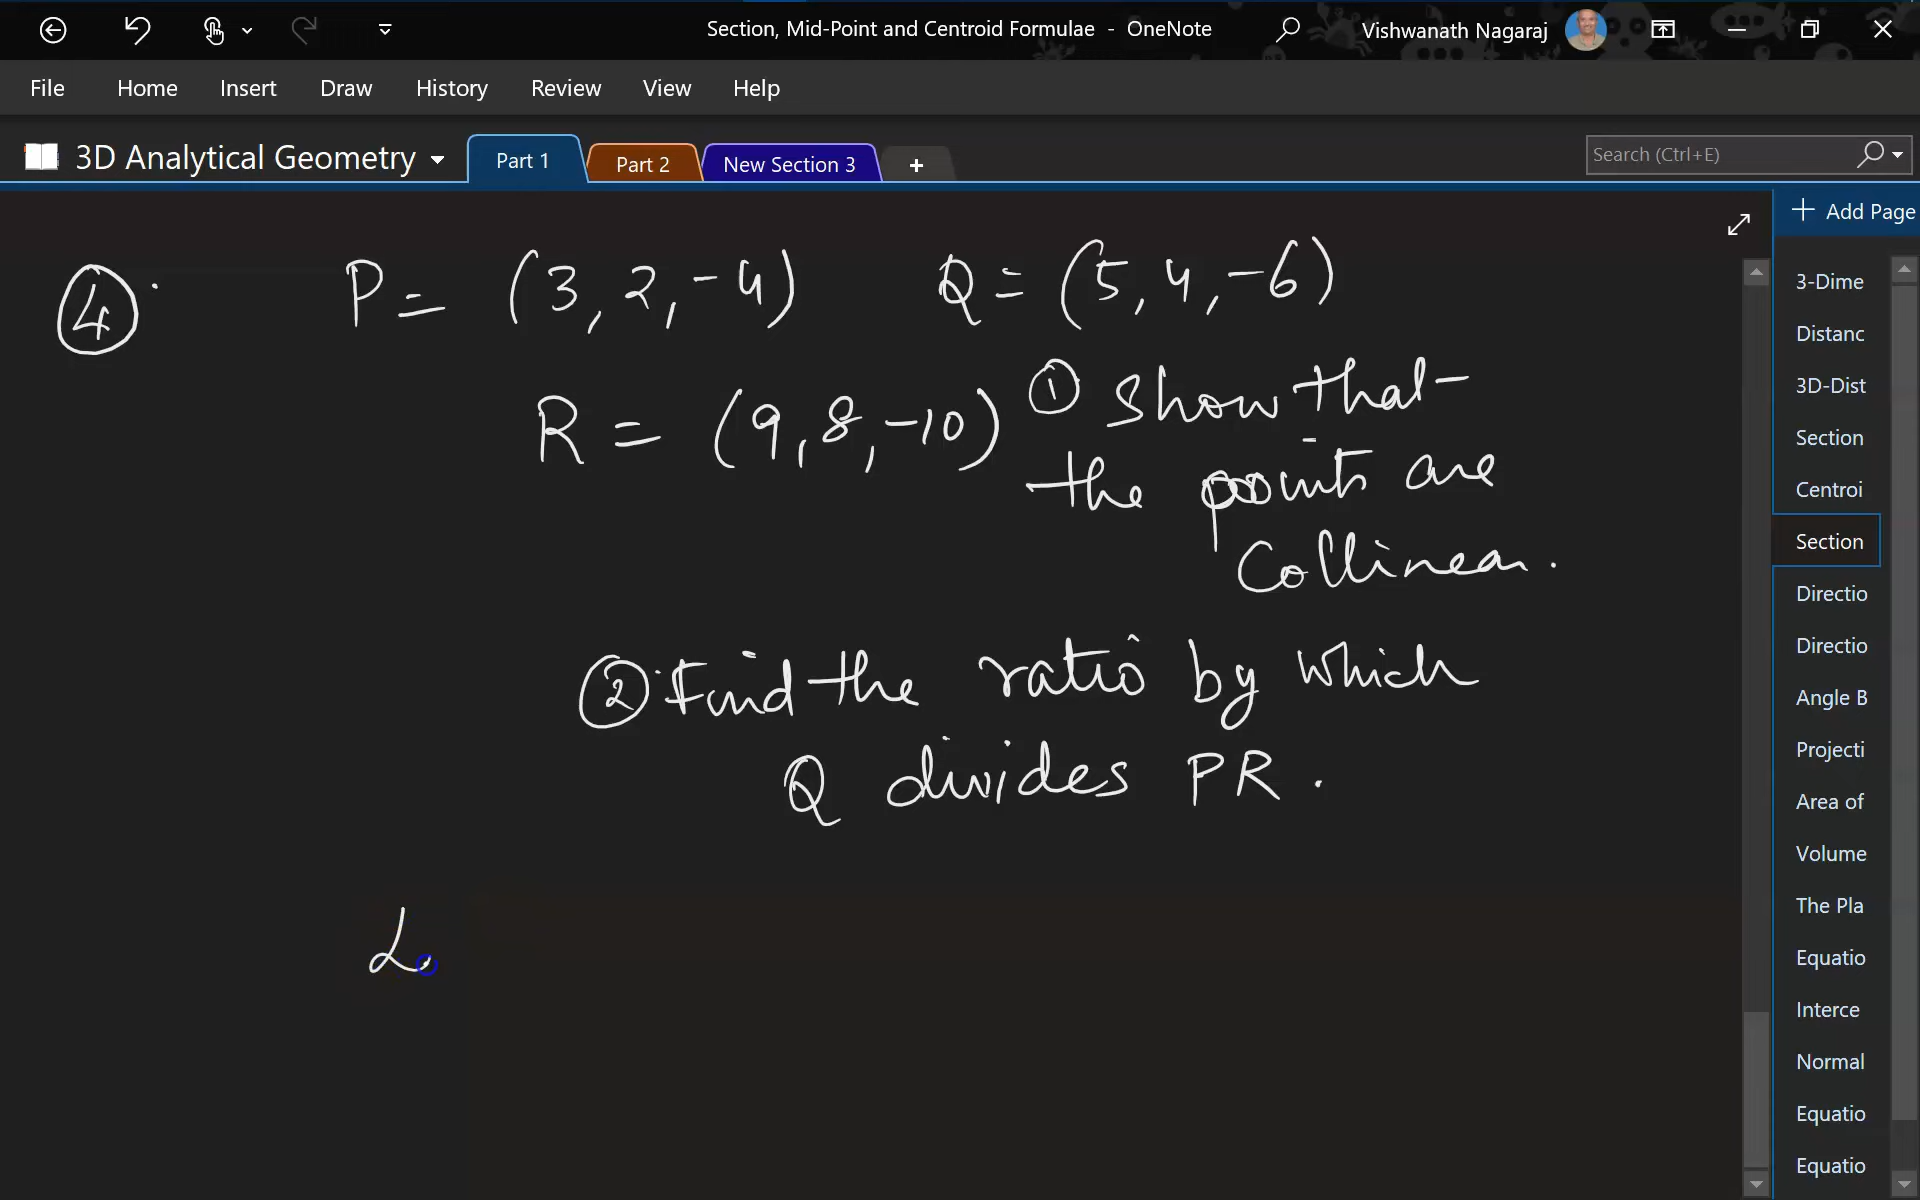 Section, Mid-Point and Centroid Formulae - OneNote
Vishwanath Nagaraj
File Home Insert Draw History Review View Help
3D Analytical Geometry Part 1 Part 2 New Section 3 +
Search (Ctrl+E)
+ Add Page
④. P = (3, 2, -4) Q = (5, 4, -6)
R = (9, 8, -10) ① Show that
the points are
Collinear.
② Find the ratio by which
Q divides PR.
3-Dime
Distanc
3D-Dist
Section
Centroi
Section
Directio
Directio
Angle B
Projecti
Area of
Volume
The Pla
Equatio
Interce
Normal
Equatio
Equatio